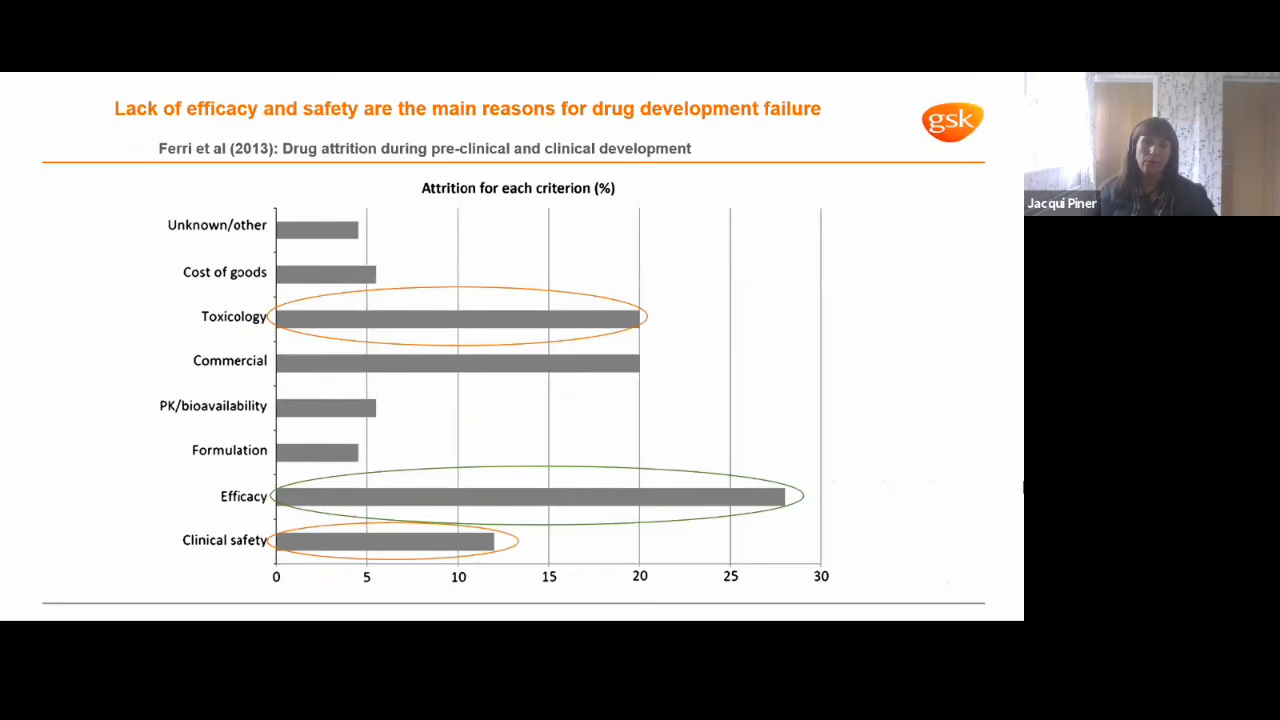 Lack of efficacy and safety are the main reasons for drug development failure
gsk
Ferri et al (2013): Drug attrition during pre-clinical and clinical development
Jacqui Piner
Attrition for each criterion (%)
Unknown/other
Cost of goods
Toxicology
Commercial
PK/bioavailability
Formulation
Efficacy
Clinical safety
0 5 10 15 20 25 30